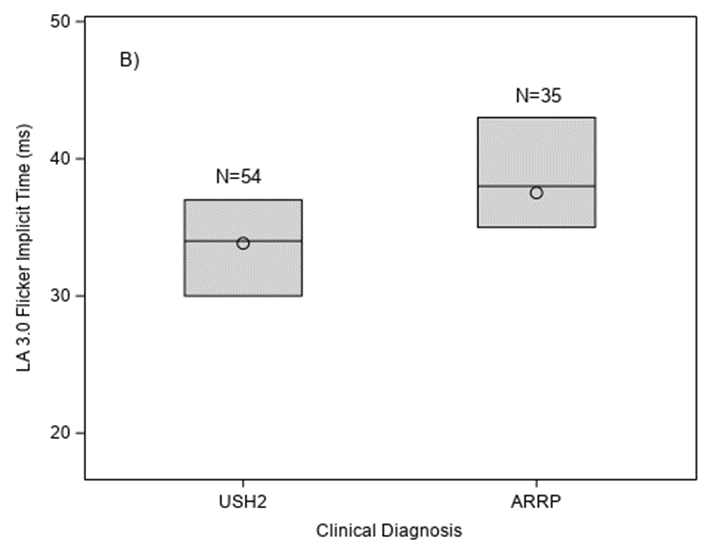 50
B)
N=35
40
N=54
30
20
LA 3.0 Flicker Implicit Time (ms)
USH2
ARRP
Clinical Diagnosis